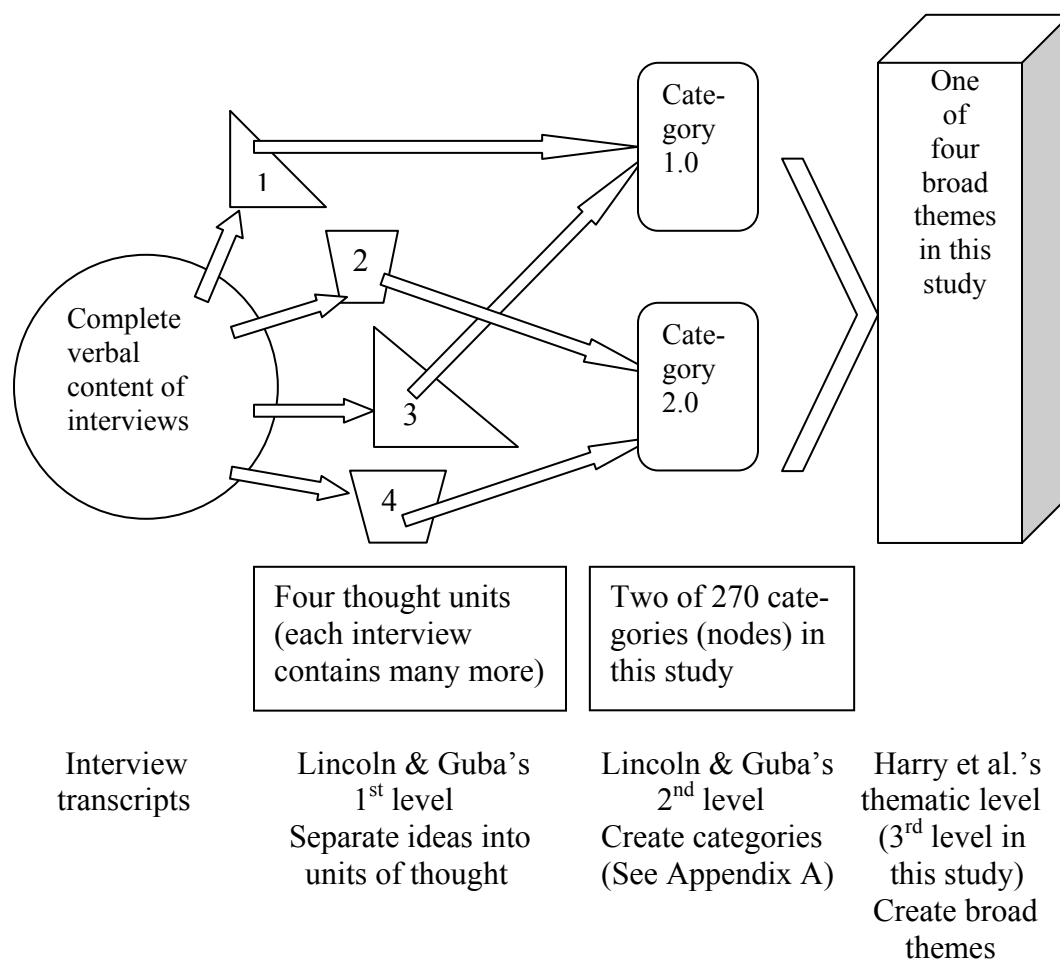 1
2
3
4
Complete
verbal
content of
interviews
Cate-
gory
1.0
Cate-
gory
2.0
One
of
four
broad
themes
in this
study
Four thought units
(each interview
contains many more)
Two of 270 cate-
gories (nodes) in
this study
Interview
transcripts
Lincoln & Guba’s
1st level
Separate ideas into
units of thought
Lincoln & Guba’s
2nd level
Create categories
(See Appendix A)
Harry et al.’s
thematic level
(3rd level in
this study)
Create broad
themes